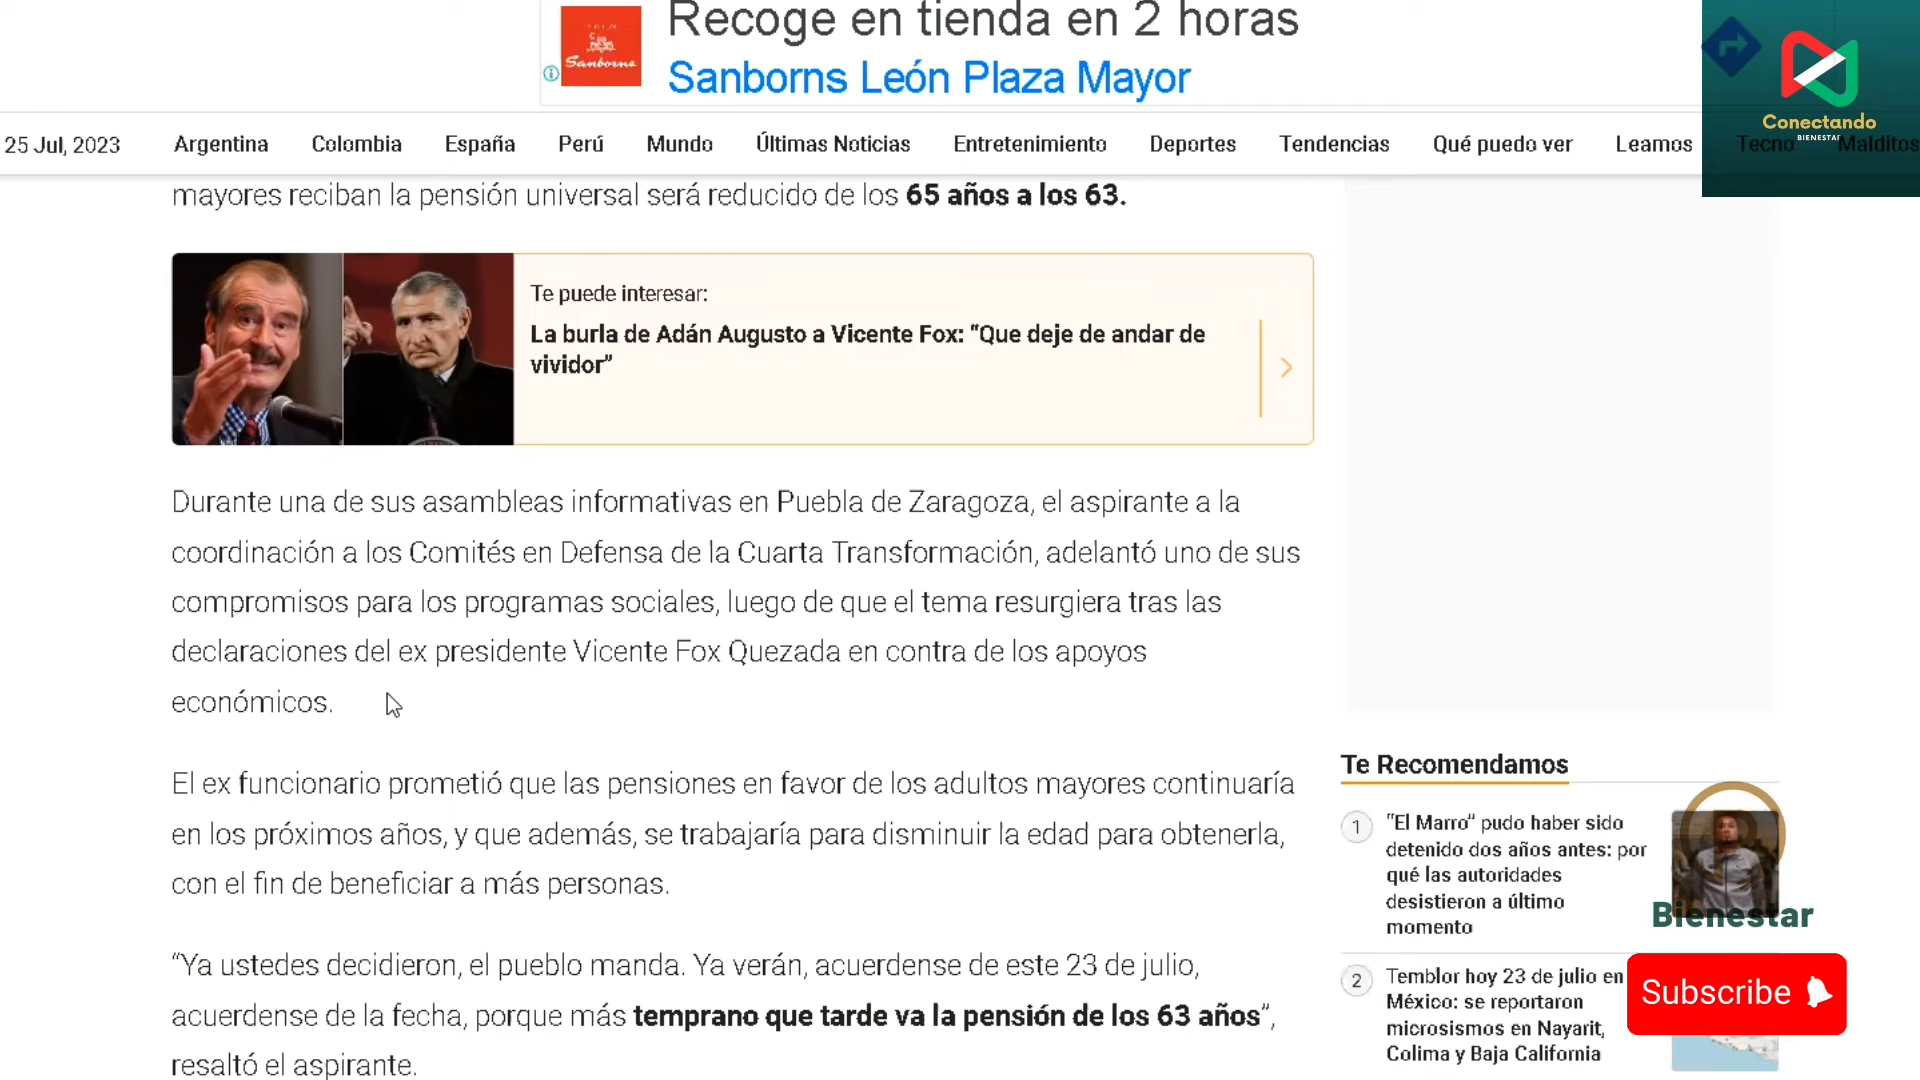 Recoge en tienda en 2 horas
Sanborns
Sanborns León Plaza Mayor
Conectando
BIENESTAR
25 Jul, 2023 Argentina Colombia España Perú Mundo Últimas Noticias Entretenimiento Deportes Tendencias Qué puedo ver Leamos Tecno Malditos
mayores reciban la pensión universal será reducido de los 65 años a los 63.
Te puede interesar:
La burla de Adán Augusto a Vicente Fox: “Que deje de andar de
vividor”
Durante una de sus asambleas informativas en Puebla de Zaragoza, el aspirante a la
coordinación a los Comités en Defensa de la Cuarta Transformación, adelantó uno de sus
compromisos para los programas sociales, luego de que el tema resurgiera tras las
declaraciones del ex presidente Vicente Fox Quezada en contra de los apoyos
económicos.
El ex funcionario prometió que las pensiones en favor de los adultos mayores continuaría
en los próximos años, y que además, se trabajaría para disminuir la edad para obtenerla,
con el fin de beneficiar a más personas.
“Ya ustedes decidieron, el pueblo manda. Ya verán, acuerdense de este 23 de julio,
acuerdense de la fecha, porque más temprano que tarde va la pensión de los 63 años”,
resaltó el aspirante.
Te Recomendamos
1
“El Marro” pudo haber sido
detenido dos años antes: por
qué las autoridades
desistieron a último
momento
Bienestar
2
Temblor hoy 23 de julio en
México: se reportaron
microsismos en Nayarit,
Colima y Baja California
Subscribe